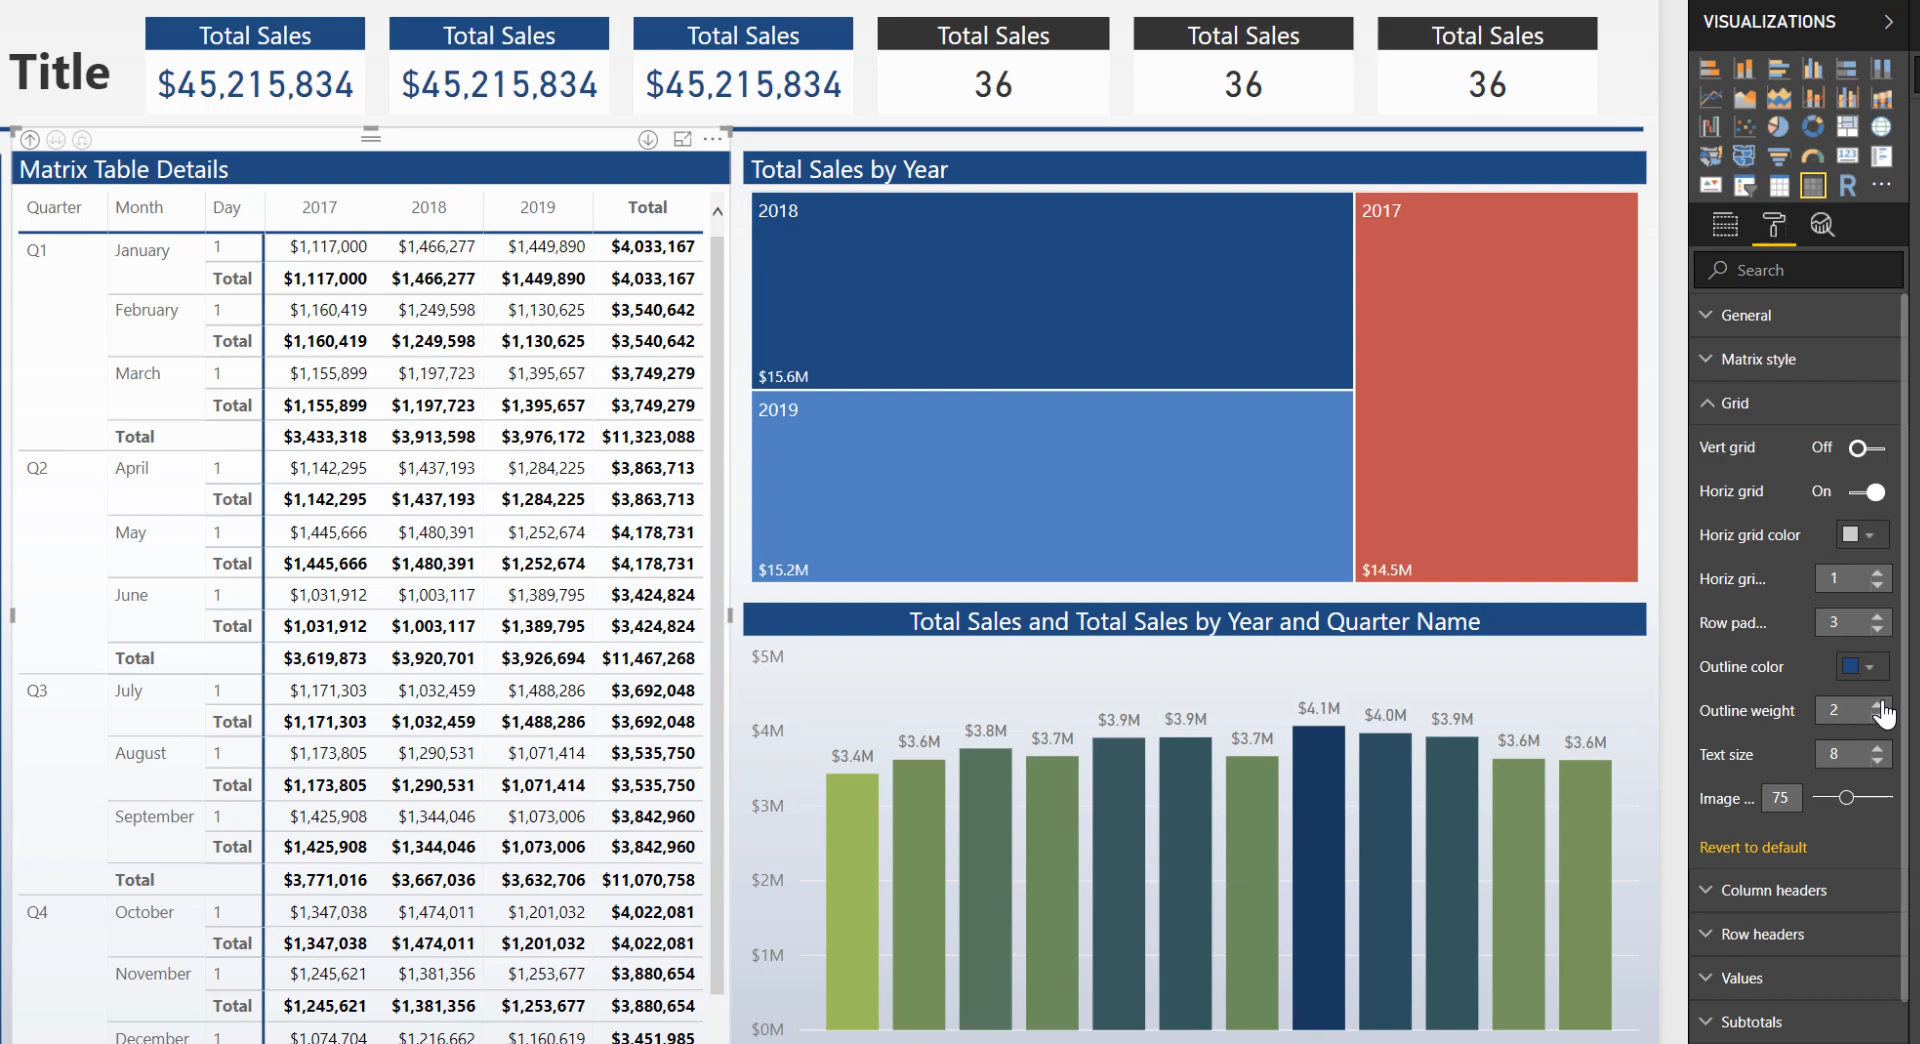 Title
Total Sales
$45,215,834
Total Sales
$45,215,834
Total Sales
$45,215,834
Total Sales
36
Total Sales
36
Total Sales
36
Matrix Table Details
Quarter Month Day 2017 2018 2019 Total
Q1 January 1 $1,117,000 $1,466,277 $1,449,890 $4,033,167
Total $1,117,000 $1,466,277 $1,449,890 $4,033,167
February 1 $1,160,419 $1,249,598 $1,130,625 $3,540,642
Total $1,160,419 $1,249,598 $1,130,625 $3,540,642
March 1 $1,155,899 $1,197,723 $1,395,657 $3,749,279
Total $1,155,899 $1,197,723 $1,395,657 $3,749,279
Total $3,433,318 $3,913,598 $3,976,172 $11,323,088
Q2 April 1 $1,142,295 $1,437,193 $1,284,225 $3,863,713
Total $1,142,295 $1,437,193 $1,284,225 $3,863,713
May 1 $1,445,666 $1,480,391 $1,252,674 $4,178,731
Total $1,445,666 $1,480,391 $1,252,674 $4,178,731
June 1 $1,031,912 $1,003,117 $1,389,795 $3,424,824
Total $1,031,912 $1,003,117 $1,389,795 $3,424,824
Total $3,619,873 $3,920,701 $3,926,694 $11,467,268
Q3 July 1 $1,171,303 $1,032,459 $1,488,286 $3,692,048
Total $1,171,303 $1,032,459 $1,488,286 $3,692,048
August 1 $1,173,805 $1,290,531 $1,071,414 $3,535,750
Total $1,173,805 $1,290,531 $1,071,414 $3,535,750
September 1 $1,425,908 $1,344,046 $1,073,006 $3,842,960
Total $1,425,908 $1,344,046 $1,073,006 $3,842,960
Total $3,771,016 $3,667,036 $3,632,706 $11,070,758
Q4 October 1 $1,347,038 $1,474,011 $1,201,032 $4,022,081
Total $1,347,038 $1,474,011 $1,201,032 $4,022,081
November 1 $1,245,621 $1,381,356 $1,253,677 $3,880,654
Total $1,245,621 $1,381,356 $1,253,677 $3,880,654
December 1 $1,074,704 $1,216,662 $1,160,619 $3,451,985
Total Sales by Year
2018
$15.6M
2019
$15.2M
2017
$14.5M
Total Sales and Total Sales by Year and Quarter Name
$5M
$4M
$3M
$2M
$1M
$0M
$3.4M
$3.6M
$3.8M
$3.7M
$3.9M
$3.9M
$3.7M
$4.1M
$4.0M
$3.9M
$3.6M
$3.6M
VISUALIZATIONS
123
R
Search
General
Matrix style
Grid
Vert grid Off
Horiz grid On
Horiz grid color
Horiz gri... 1
Row pad... 3
Outline color
Outline weight 2
Text size 8
Image ... 75
Revert to default
Column headers
Row headers
Values
Subtotals